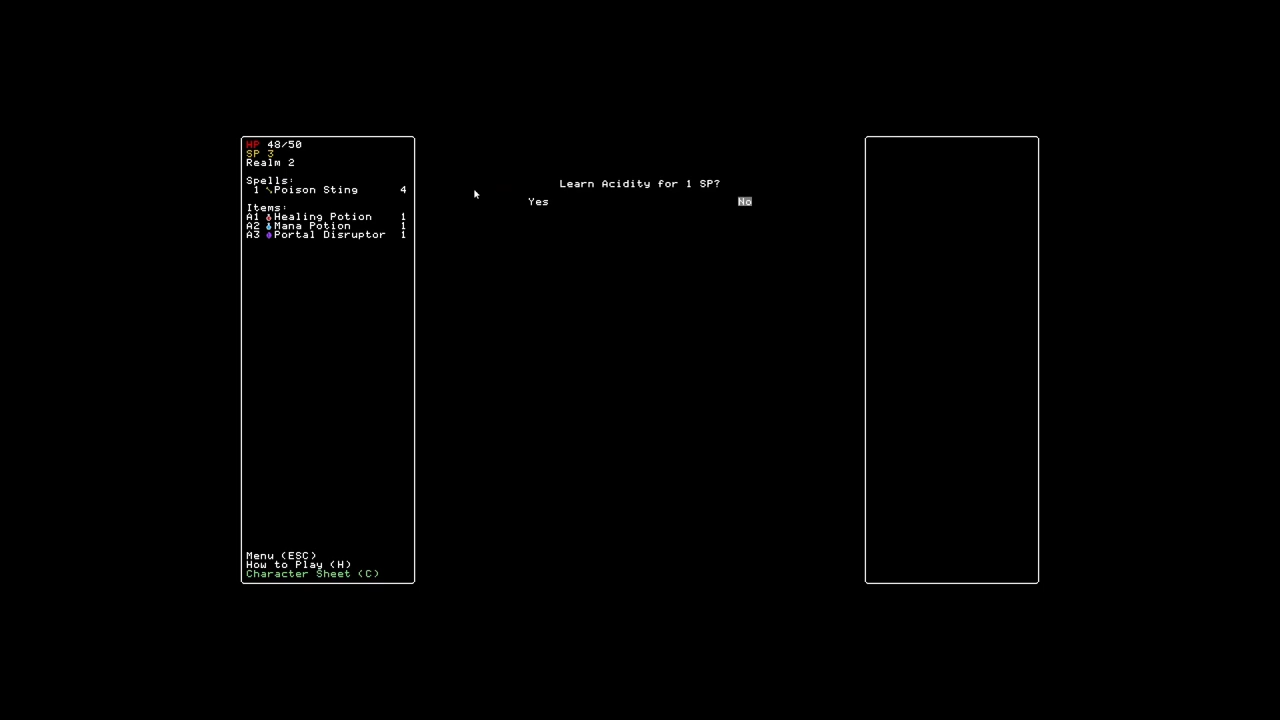 HP 48/50
SP 3
Realm 2
Spells:
1 Poison Sting 4
Items:
A1 Healing Potion 1
A2 Mana Potion 1
A3 Portal Disruptor 1
Menu (ESC)
How to Play (H)
Character Sheet (C)
Learn Acidity for 1 SP?
Yes No